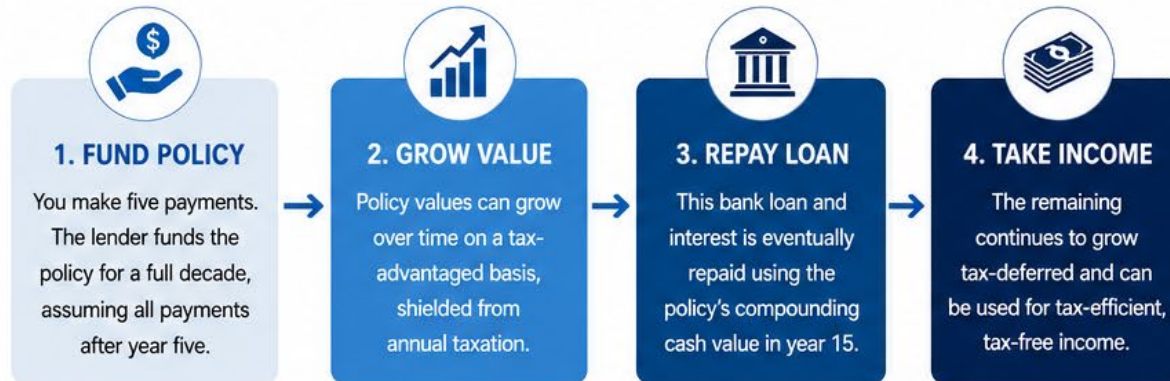 $
1. FUND POLICY
You make five payments.
The lender funds the
policy for a full decade,
assuming all payments
after year five.
2. GROW VALUE
Policy values can grow
over time on a tax-
advantaged basis,
shielded from
annual taxation.
3. REPAY LOAN
This bank loan and
interest is eventually
repaid using the
policy's compounding
cash value in year 15.
4. TAKE INCOME
The remaining
continues to grow
tax-deferred and can
be used for tax-efficient,
tax-free income.